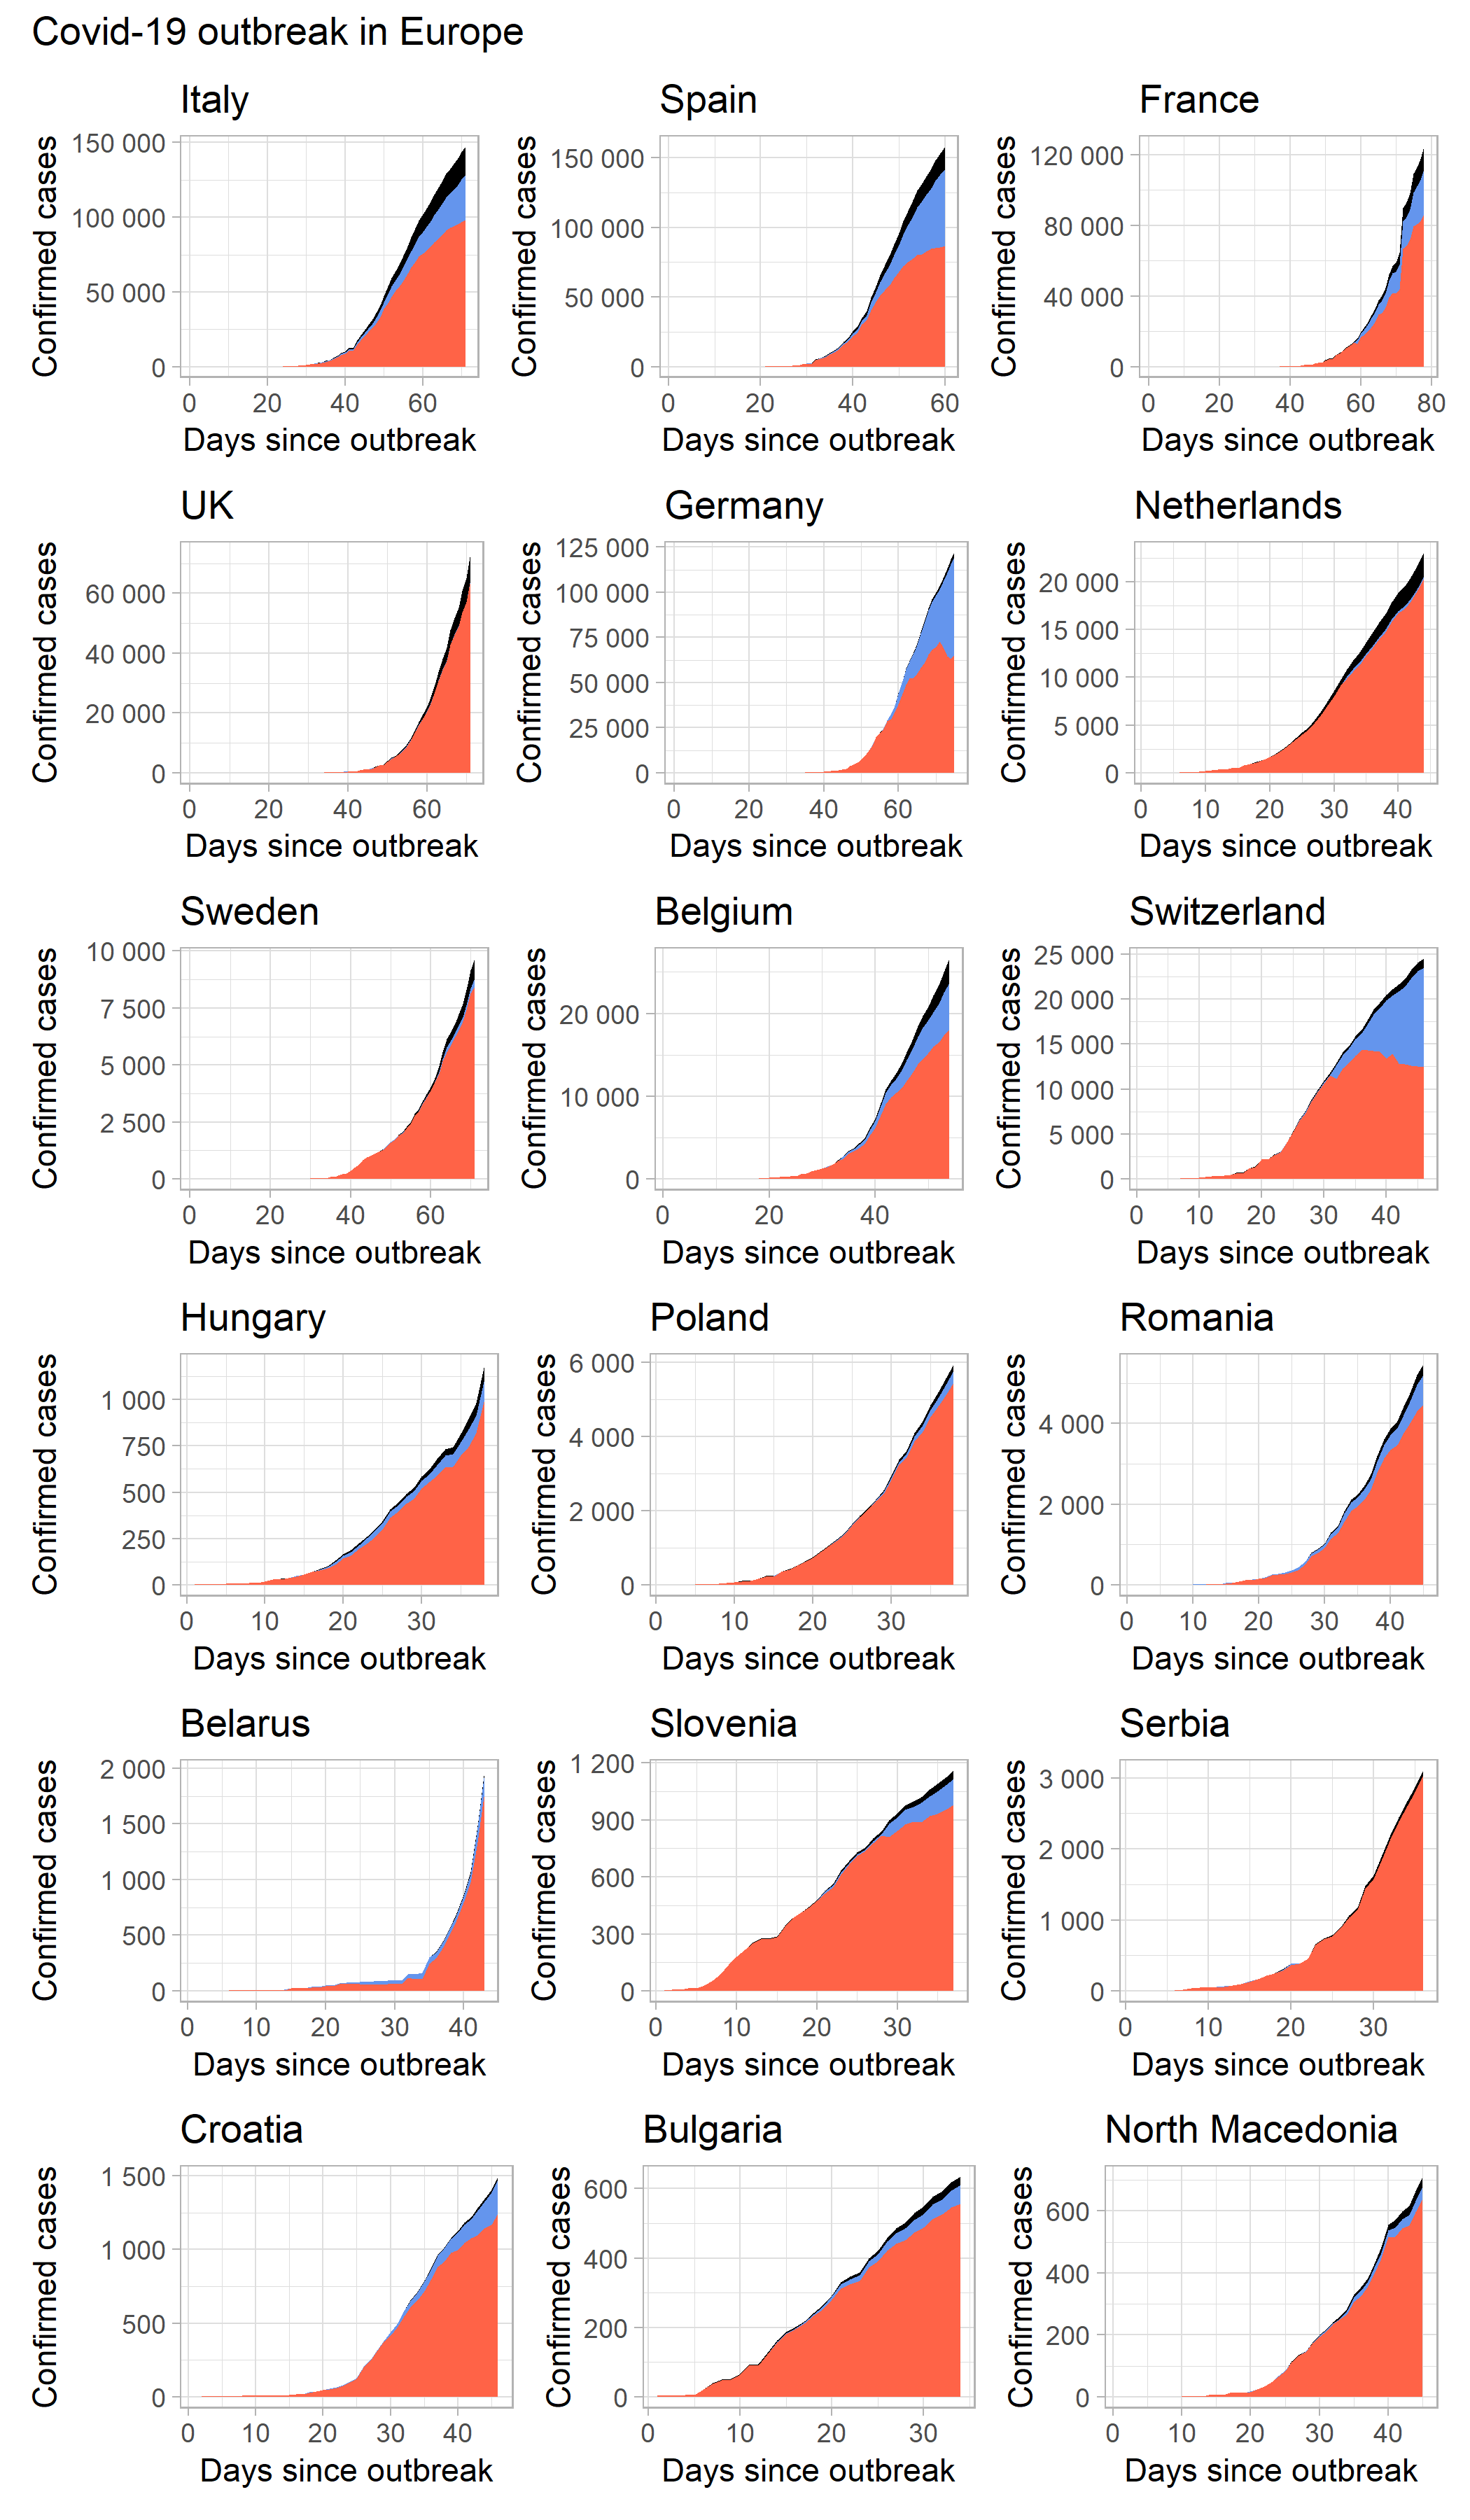 Covid-19 outbreak in Europe
Italy
Confirmed cases
150 000
100 000
50 000
0
0 20 40 60
Days since outbreak
Spain
Confirmed cases
150 000
100 000
50 000
0
0 20 40 60
Days since outbreak
France
Confirmed cases
120 000
80 000
40 000
0
0 20 40 60 80
Days since outbreak
UK
Confirmed cases
60 000
40 000
20 000
0
0 20 40 60
Days since outbreak
Germany
Confirmed cases
125 000
100 000
75 000
50 000
25 000
0
0 20 40 60
Days since outbreak
Netherlands
Confirmed cases
20 000
15 000
10 000
5 000
0
0 10 20 30 40
Days since outbreak
Sweden
Confirmed cases
10 000
7 500
5 000
2 500
0
0 20 40 60
Days since outbreak
Belgium
Confirmed cases
20 000
10 000
0
0 20 40
Days since outbreak
Switzerland
Confirmed cases
25 000
20 000
15 000
10 000
5 000
0
0 10 20 30 40
Days since outbreak
Hungary
Confirmed cases
1 000
750
500
250
0
0 10 20 30
Days since outbreak
Poland
Confirmed cases
6 000
4 000
2 000
0
0 10 20 30
Days since outbreak
Romania
Confirmed cases
4 000
2 000
0
0 10 20 30 40
Days since outbreak
Belarus
Confirmed cases
2 000
1 500
1 000
500
0
0 10 20 30 40
Days since outbreak
Slovenia
Confirmed cases
1 200
900
600
300
0
0 10 20 30
Days since outbreak
Serbia
Confirmed cases
3 000
2 000
1 000
0
0 10 20 30
Days since outbreak
Croatia
Confirmed cases
1 500
1 000
500
0
0 10 20 30 40
Days since outbreak
Bulgaria
Confirmed cases
600
400
200
0
0 10 20 30
Days since outbreak
North Macedonia
Confirmed cases
600
400
200
0
0 10 20 30 40
Days since outbreak